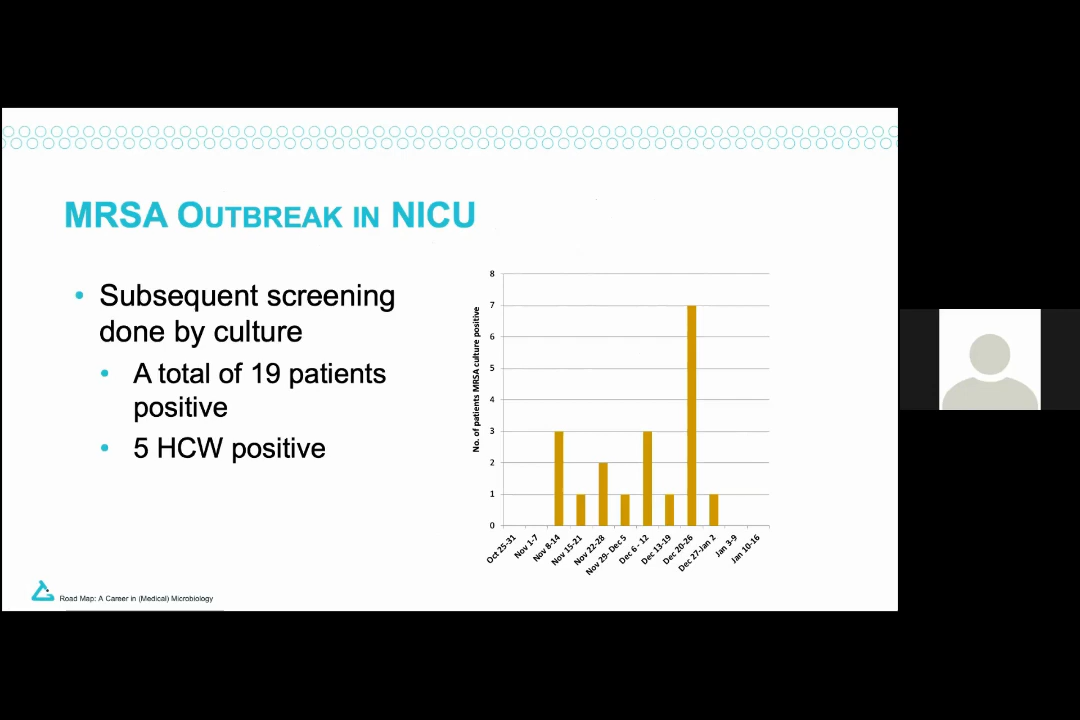 MRSA OUTBREAK IN NICU
• Subsequent screening
done by culture
• A total of 19 patients
positive
• 5 HCW positive
No. of patients MRSA culture positive
8
7
6
5
4
3
2
1
0
Oct 25-31
Nov 1-7
Nov 8-14
Nov 15-21
Nov 22-28
Nov 29- Dec 5
Dec 6 - 12
Dec 13-19
Dec 20-26
Dec 27-Jan 2
Jan 3-9
Jan 10-16
Road Map: A Career in (Medical) Microbiology